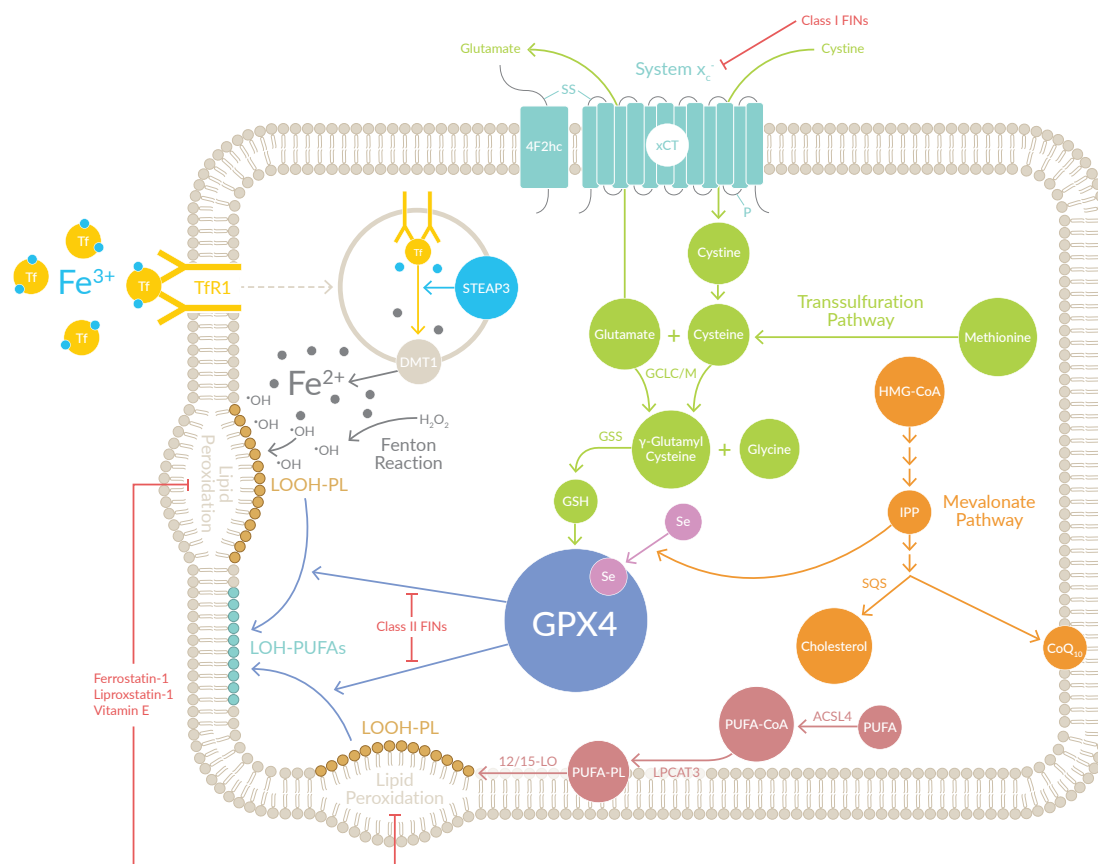 Class I FINs
Glutamate
Cystine
System x c -
SS
4F2hc
xCT
P
Tf
Tf
Fe3+
Tf
TfR1
Tf
Tf
STEAP3
DMT1
Cystine
Glutamate
+
Cysteine
Transsulfuration
Pathway
Methionine
GCLC/M
HMG-CoA
Fe2+
·OH
·OH
·OH
·OH
·OH
H2O2
Fenton
Reaction
Lipid
Peroxidation
LOOH-PL
GSS
γ-Glutamyl
Cysteine
+
Glycine
GSH
Se
Se
GPX4
IPP
Mevalonate
Pathway
SQS
Cholesterol
CoQ10
Class II FINs
LOH-PUFAs
Ferrostatin-1
Liproxstatin-1
Vitamin E
LOOH-PL
Lipid
Peroxidation
12/15-LO
PUFA-PL
LPCAT3
PUFA-CoA
ACSL4
PUFA